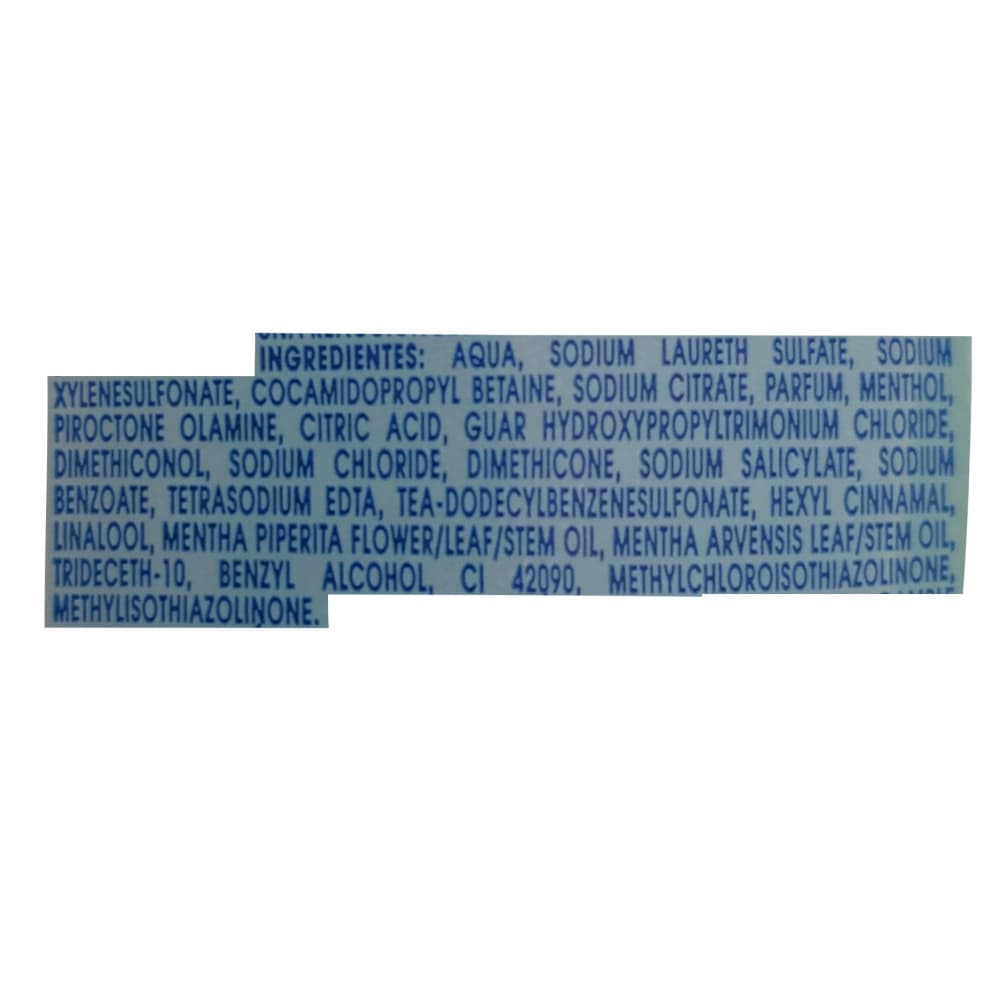 INGREDIENTES: AQUA, SODIUM LAURETH SULFATE, SODIUM
XYLENESULFONATE, COCAMIDOPROPYL BETAINE, SODIUM CITRATE, PARFUM, MENTHOL,
PIROCTONE OLAMINE, CITRIC ACID, GUAR HYDROXYPROPYLTRIMONIUM CHLORIDE,
DIMETHICONOL, SODIUM CHLORIDE, DIMETHICONE, SODIUM SALICYLATE, SODIUM
BENZOATE, TETRASODIUM EDTA, TEA-DODECYLBENZENESULFONATE, HEXYL CINNAMAL,
LINALOOL, MENTHA PIPERITA FLOWER/LEAF/STEM OIL, MENTHA ARVENSIS LEAF/STEM OIL,
TRIDECETH-10, BENZYL ALCOHOL, CI 42090, METHYLCHLOROISOTHIAZOLINONE,
METHYLISOTHIAZOLINONE.